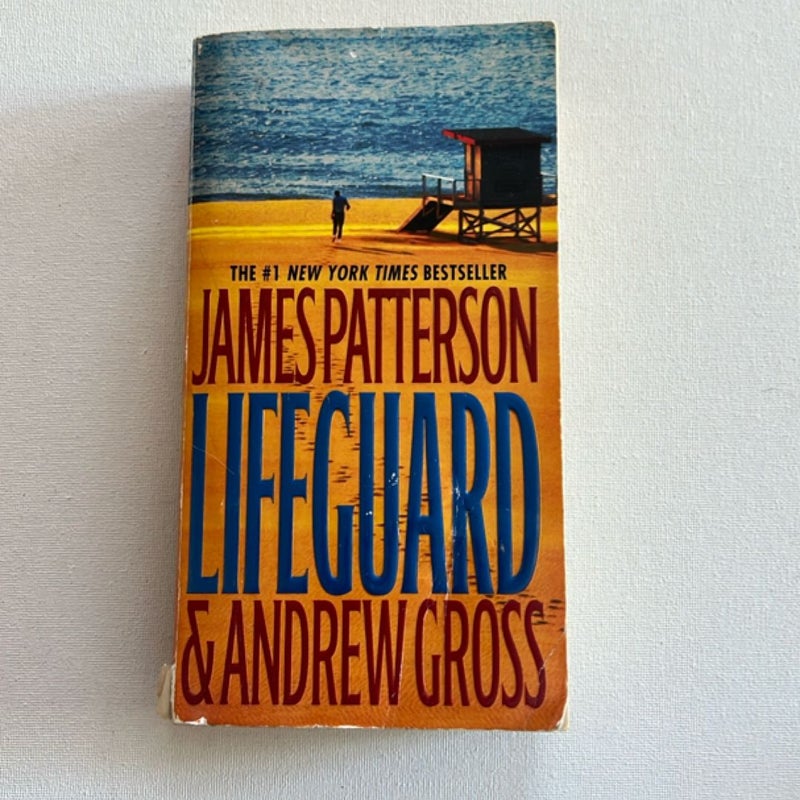 THE #1 NEW YORK TIMES BESTSELLER
JAMES PATTERSON
LIFEGUARD
& ANDREW GROSS